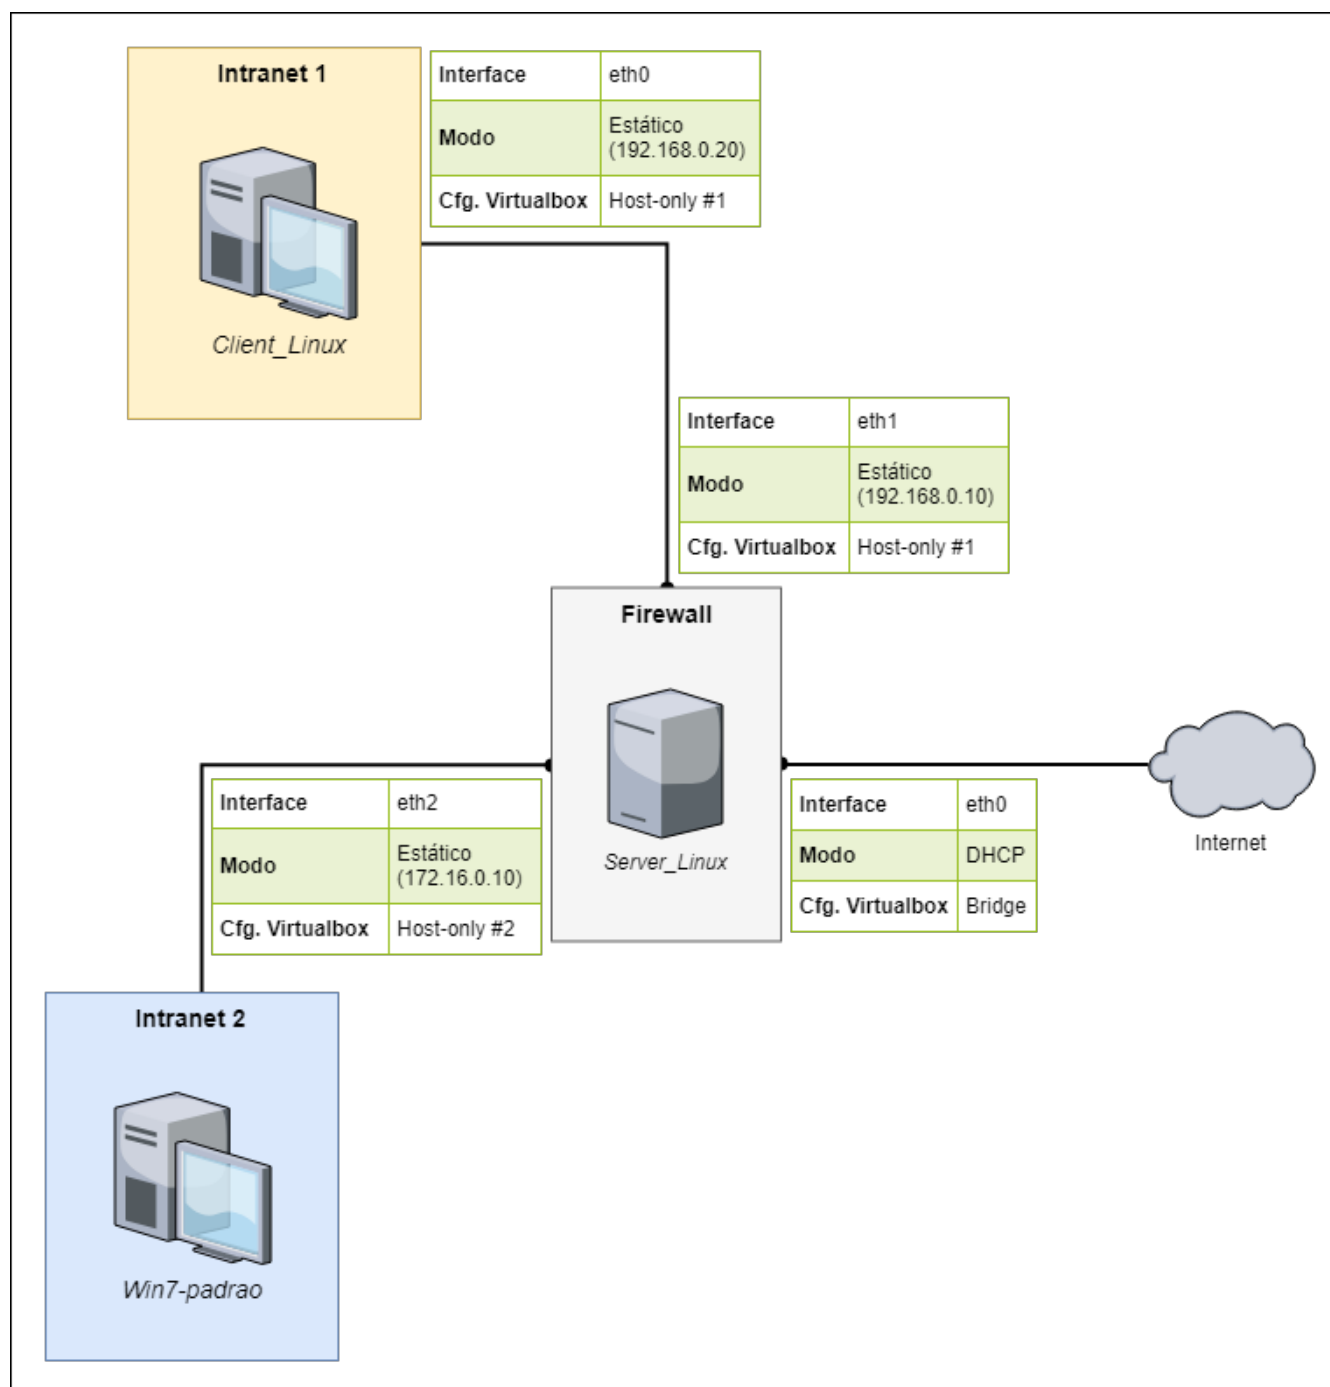 Intranet 1
Client_Linux
Interface eth0
Modo Estático
(192.168.0.20)
Cfg. Virtualbox Host-only #1
Interface eth1
Modo Estático
(192.168.0.10)
Cfg. Virtualbox Host-only #1
Firewall
Server_Linux
Interface eth2
Modo Estático
(172.16.0.10)
Cfg. Virtualbox Host-only #2
Interface eth0
Modo DHCP
Cfg. Virtualbox Bridge
Internet
Intranet 2
Win7-padrao